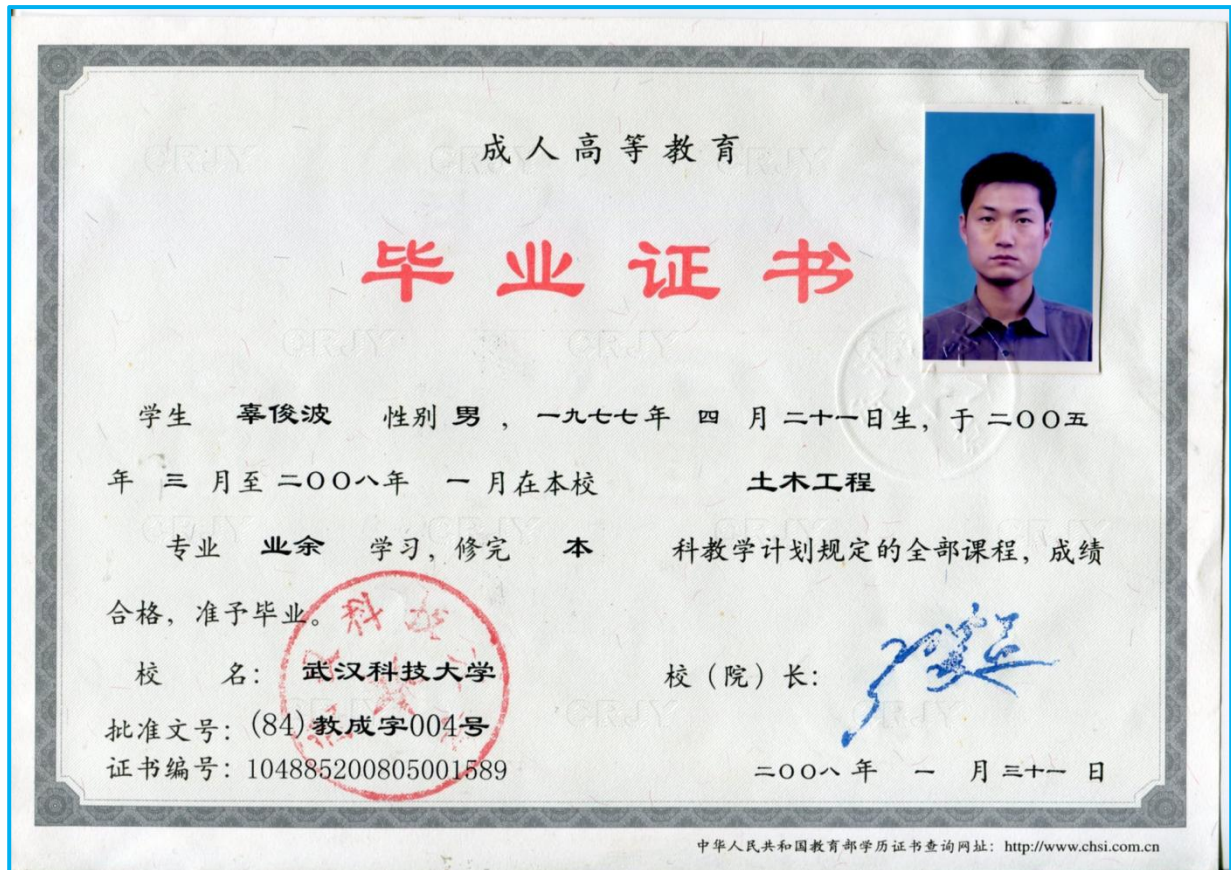 成人高等教育
毕业证书
学生 辜俊波 性别 男 ，一九七七年 四 月 二十一日生，于 二〇〇五
年 三 月至 二〇〇八年 一 月在本校 土木工程
专业 业余 学习，修完 本 科教学计划规定的全部课程，成绩
合格，准予毕业。
校 名：武汉科技大学
校（院）长：
批准文号：(84)教成字004号
证书编号：104885200805001589
二〇〇八 年 一 月 三十一 日
中华人民共和国教育部学历证书查询网址：http://www.chsi.com.cn